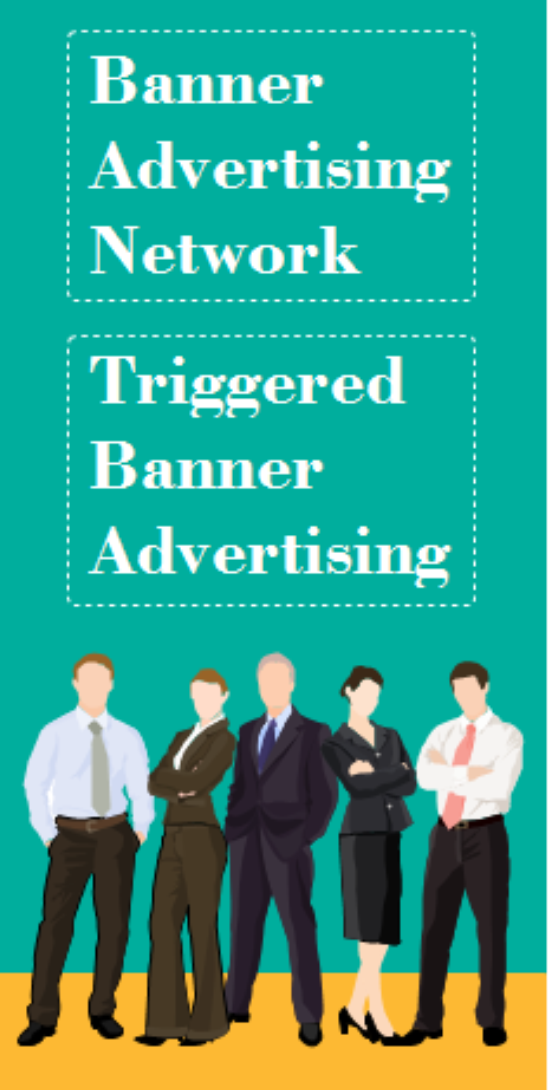 Banner
Advertising
Network
Triggered
Banner
Advertising